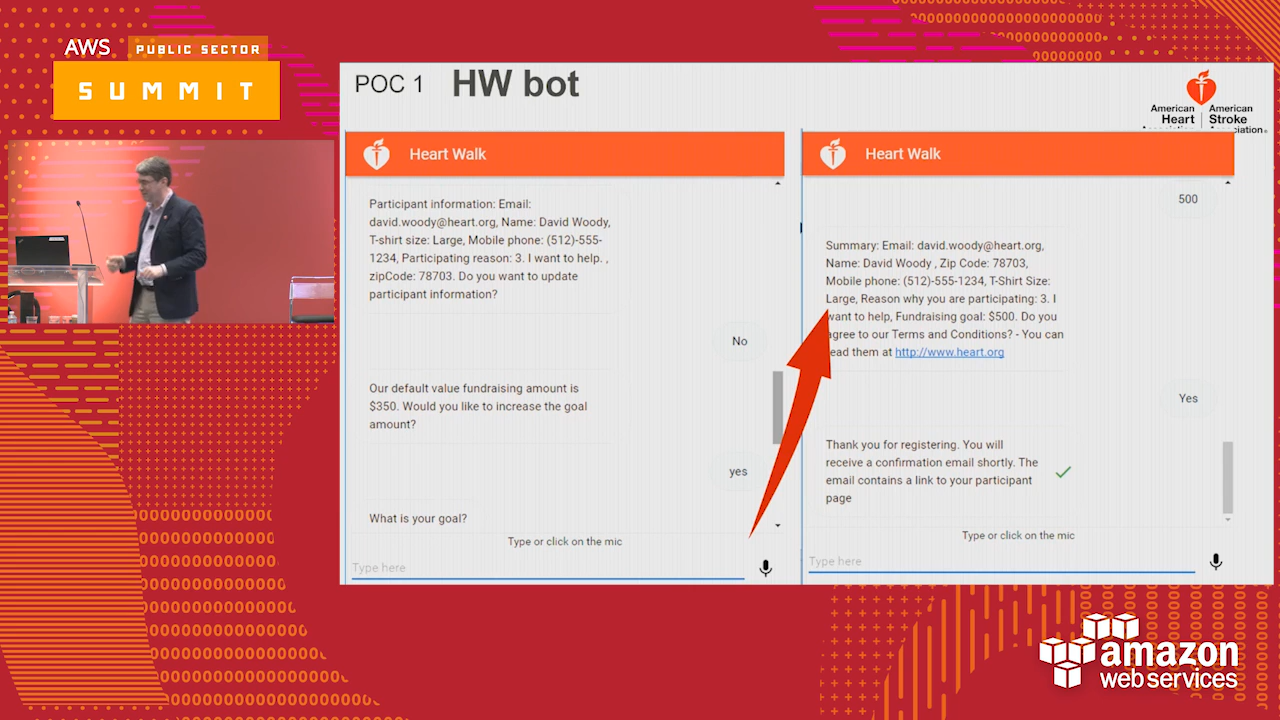 AWS PUBLIC SECTOR
SUMMIT
POC 1 HW bot
American Heart
American Stroke
Heart Walk
Participant information: Email:
david.woody@heart.org, Name: David Woody,
T-shirt size: Large, Mobile phone: (512)-555-
1234, Participating reason: 3. I want to help. ,
zipCode: 78703. Do you want to update
participant information?
No
Our default value fundraising amount is
$350. Would you like to increase the goal
amount?
yes
What is your goal?
Type or click on the mic
Type here
Heart Walk
500
Summary: Email: david.woody@heart.org,
Name: David Woody , Zip Code: 78703,
Mobile phone: (512)-555-1234, T-Shirt Size:
Large, Reason why you are participating: 3. I
want to help, Fundraising goal: $500. Do you
agree to our Terms and Conditions? - You can
read them at http://www.heart.org
Yes
Thank you for registering. You will
receive a confirmation email shortly. The
email contains a link to your participant
page
Type or click on the mic
Type here
amazon
web services